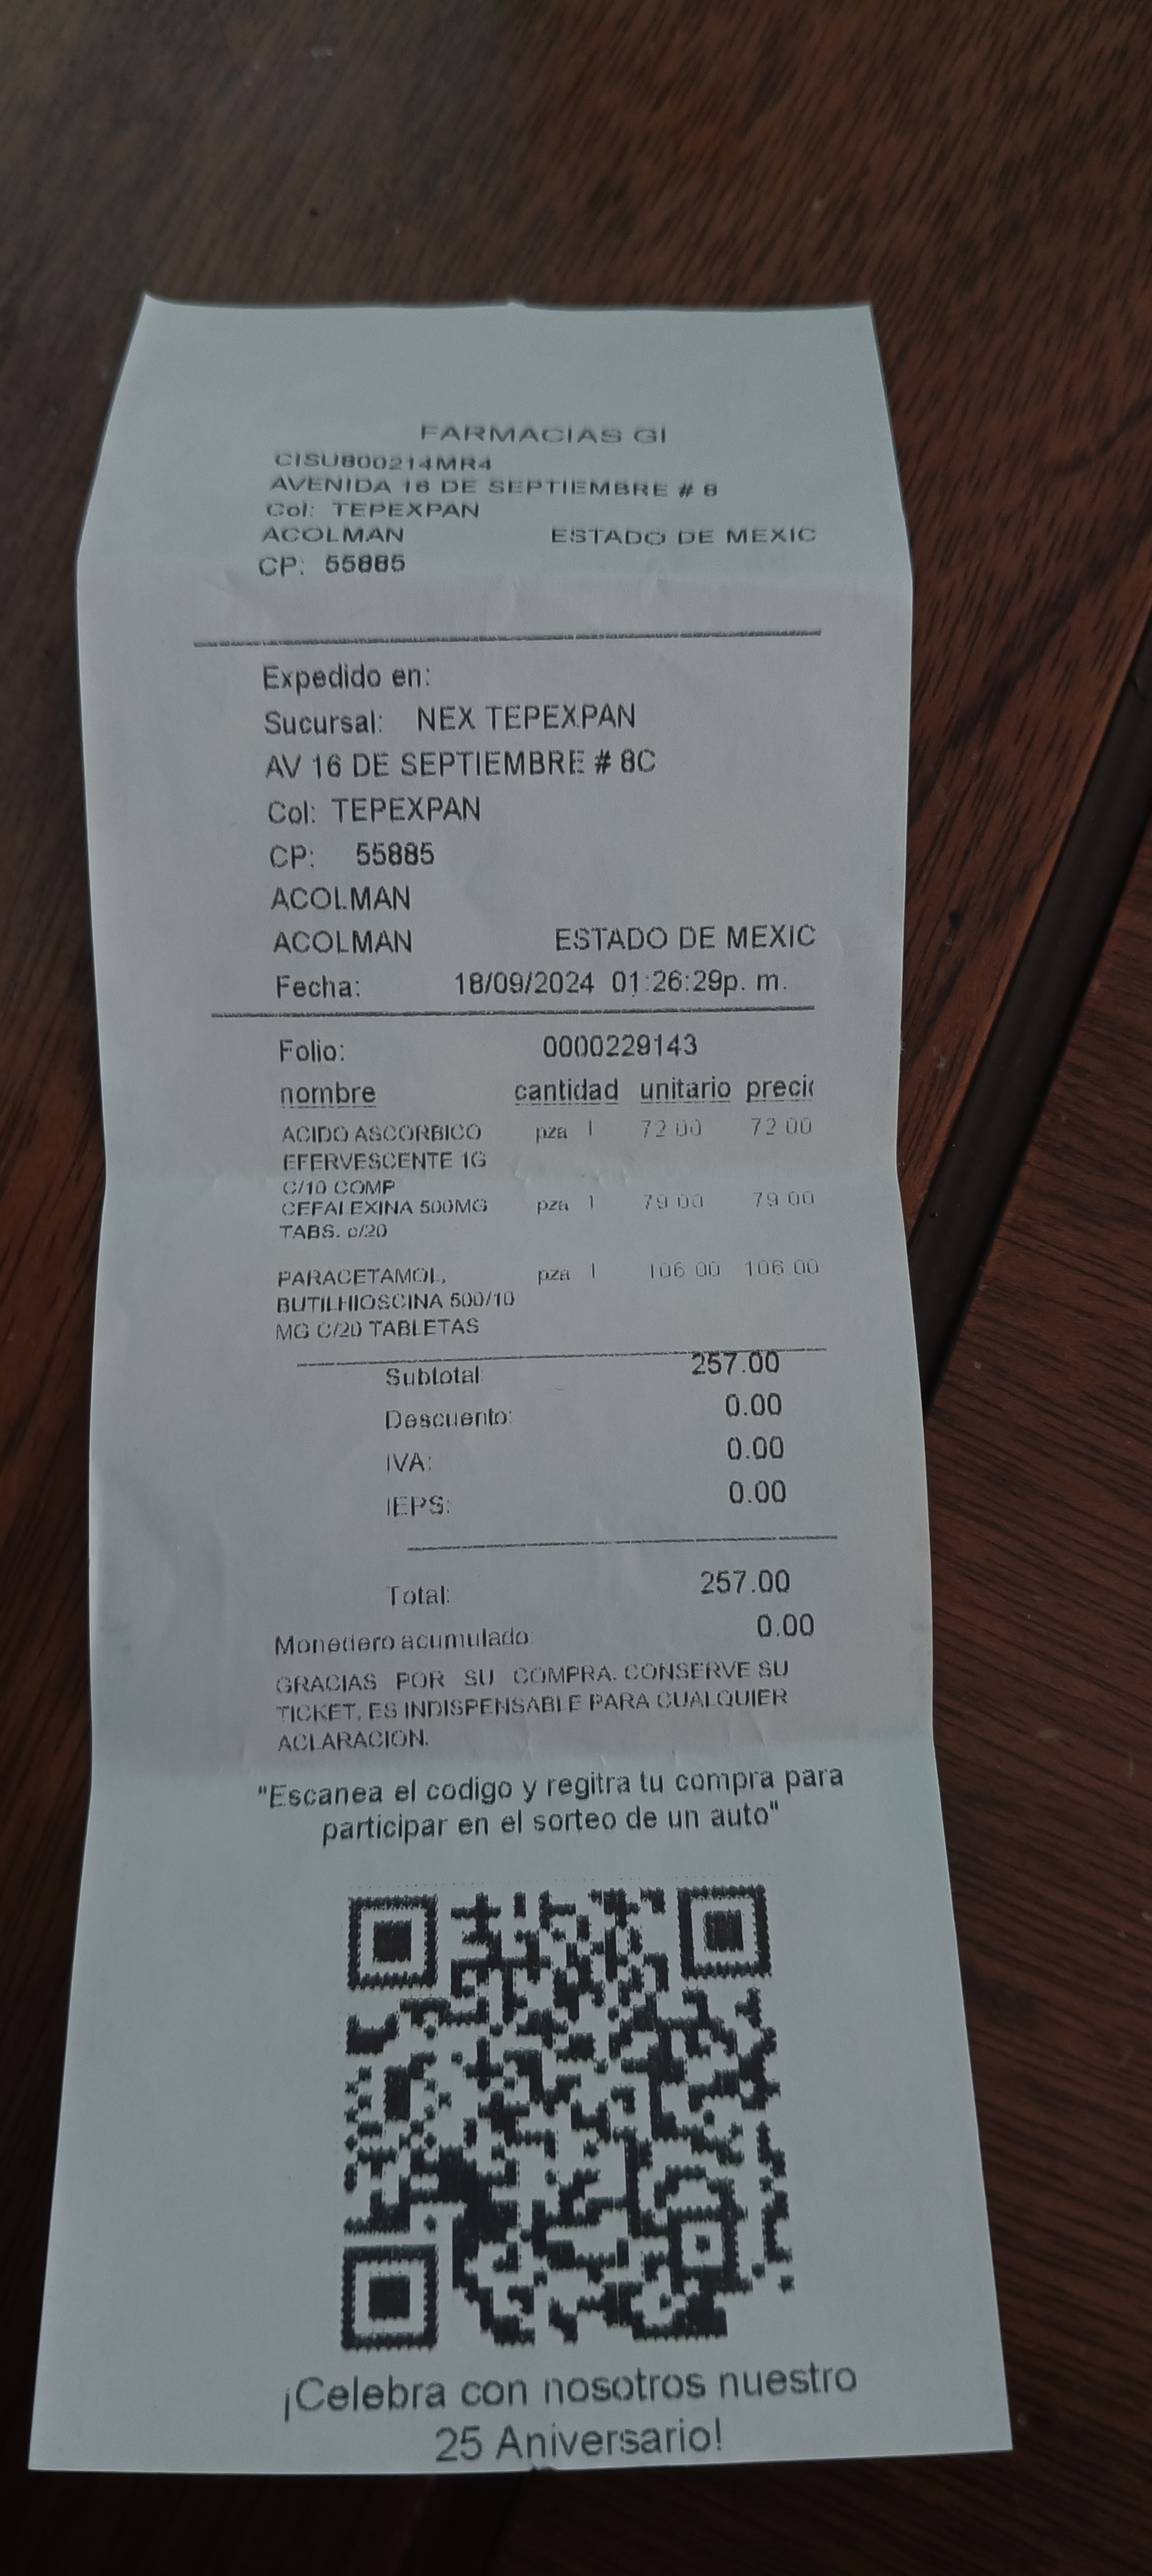 FARMACIAS GI
CISU800214MR4
AVENIDA 16 DE SEPTIEMBRE # 8
Col: TEPEXPAN
ACOLMAN ESTADO DE MEXIC
CP: 55885
Expedido en:
Sucursal: NEX TEPEXPAN
AV 16 DE SEPTIEMBRE # 8C
Col: TEPEXPAN
CP: 55885
ACOLMAN
ACOLMAN ESTADO DE MEXIC
Fecha: 18/09/2024 01:26:29p. m.
Folio: 0000229143
nombre cantidad unitario precic
ACIDO ASCORBICO pza 1 72.00 72.00
EFERVESCENTE 1G
C/10 COMP
CEFALEXINA 500MG pza 1 79.00 79.00
TABS. c/20
PARACETAMOL, pza 1 106.00 106.00
BUTILHIOSCINA 500/10
MG C/20 TABLETAS
Subtotal: 257.00
Descuento: 0.00
IVA: 0.00
IEPS: 0.00
Total: 257.00
Monedero acumulado: 0.00
GRACIAS POR SU COMPRA. CONSERVE SU
TICKET, ES INDISPENSABLE PARA CUALQUIER
ACLARACION.
"Escanea el codigo y regitra tu compra para
participar en el sorteo de un auto"
¡Celebra con nosotros nuestro
25 Aniversario!